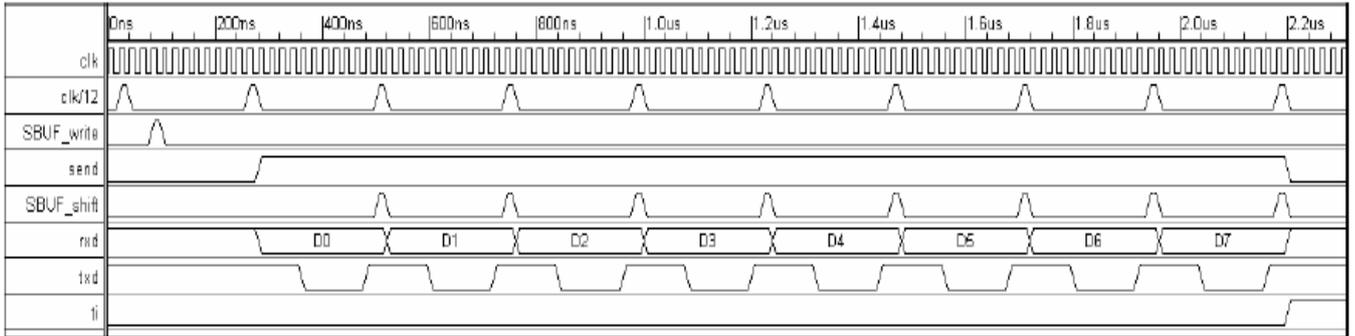 0ns 200ns 400ns 600ns 800ns 1.0us 1.2us 1.4us 1.6us 1.8us 2.0us 2.2us
clk
clk/12
SBUF_write
send
SBUF_shift
rxd D0 D1 D2 D3 D4 D5 D6 D7
txd
ti